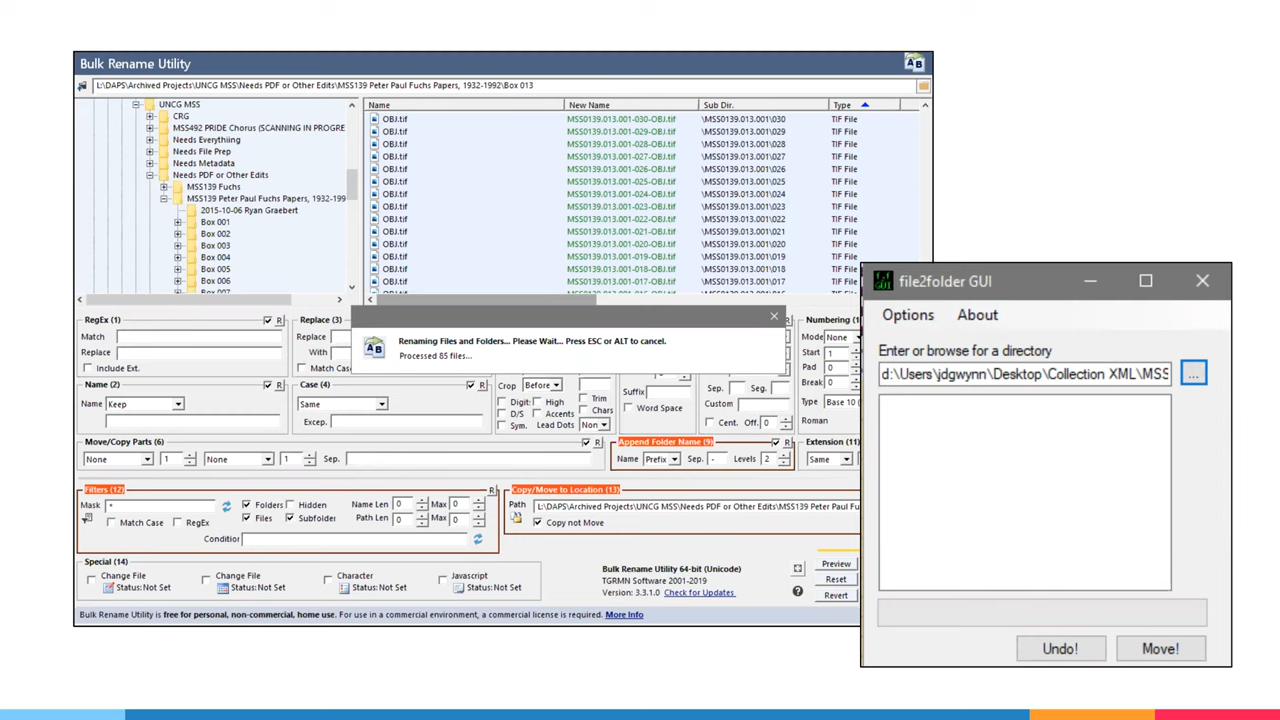 Bulk Rename Utility
L:\DAPS\Archived Projects\UNCG MSS\Needs PDF or Other Edits\MSS139 Peter Paul Fuchs Papers, 1932-1992\Box 013
UNCG MSS
CRG
MSS492 PRIDE Chorus (SCANNING IN PROGRE
Needs Everythiing
Needs File Prep
Needs Metadata
Needs PDF or Other Edits
MSS139 Fuchs
MSS139 Peter Paul Fuchs Papers, 1932-199
2015-10-06 Ryan Graebert
Box 001
Box 002
Box 003
Box 004
Box 005
Box 006
Name New Name Sub Dir. Type
OBJ.tif MSS0139.013.001-030-OBJ.tif \MSS0139.013.001\030 TIF File
OBJ.tif MSS0139.013.001-029-OBJ.tif \MSS0139.013.001\029 TIF File
OBJ.tif MSS0139.013.001-028-OBJ.tif \MSS0139.013.001\028 TIF File
OBJ.tif MSS0139.013.001-027-OBJ.tif \MSS0139.013.001\027 TIF File
OBJ.tif MSS0139.013.001-026-OBJ.tif \MSS0139.013.001\026 TIF File
OBJ.tif MSS0139.013.001-025-OBJ.tif \MSS0139.013.001\025 TIF File
OBJ.tif MSS0139.013.001-024-OBJ.tif \MSS0139.013.001\024 TIF File
OBJ.tif MSS0139.013.001-023-OBJ.tif \MSS0139.013.001\023 TIF File
OBJ.tif MSS0139.013.001-022-OBJ.tif \MSS0139.013.001\022 TIF File
OBJ.tif MSS0139.013.001-021-OBJ.tif \MSS0139.013.001\021 TIF File
OBJ.tif MSS0139.013.001-020-OBJ.tif \MSS0139.013.001\020 TIF File
OBJ.tif MSS0139.013.001-019-OBJ.tif \MSS0139.013.001\019 TIF File
OBJ.tif MSS0139.013.001-018-OBJ.tif \MSS0139.013.001\018 TIF File
OBJ.tif MSS0139.013.001-017-OBJ.tif \MSS0139.013.001\017 TIF File
RegEx (1) R
Match
Replace
Include Ext.
Replace (3)
Replace
With
Match Case
Renaming Files and Folders... Please Wait... Press ESC or ALT to cancel.
Processed 85 files...
Numbering (1
Mode None
Start 1
Pad 0
Break 0
Type Base 10 (
Roman
Name (2) R
Name Keep
Case (4) R
Same
Excep.
Crop Before
Digit: High Trim
D/S Accents Chars
Sym. Lead Dots Non
Suffix
Word Space
Sep. Seg.
Custom
Cent. Off. 0
Move/Copy Parts (6) R
None 1 None 1 Sep.
Append Folder Name (9) R
Name Prefix Sep. - Levels 2
Extension (11)
Same
Filters (12) R
Mask *
Match Case RegEx
Folders Hidden
Files Subfolder
Name Len 0 Max 0
Path Len 0 Max 0
Condition
Copy/Move to Location (13)
Path L:\DAPS\Archived Projects\UNCG MSS\Needs PDF or Other Edits\MSS139 Peter Paul Fu
Copy not Move
Special (14)
Change File
Status: Not Set
Change File
Status: Not Set
Character
Status: Not Set
Javascript
Status: Not Set
Bulk Rename Utility 64-bit (Unicode)
TGRMN Software 2001-2019
Version: 3.3.1.0 Check for Updates
Preview
Reset
Revert
Bulk Rename Utility is free for personal, non-commercial, home use. For use in a commercial environment, a commercial license is required. More Info
file2folder GUI
Options About
Enter or browse for a directory
d:\Users\jdgwynn\Desktop\Collection XML\MSS
...
Undo! Move!